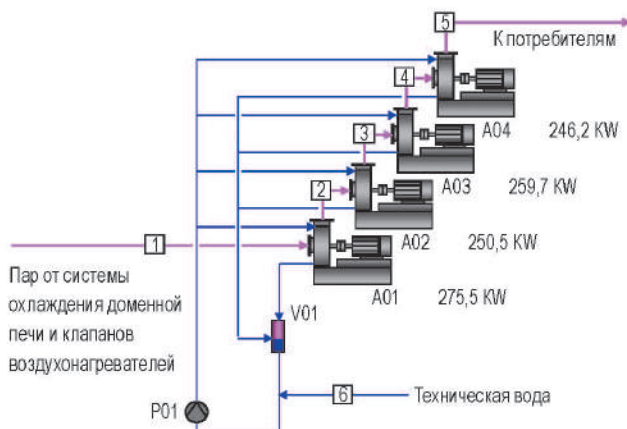 5
К потребителям
4
A04 246,2 KW
3
A03 259,7 KW
2
A02 250,5 KW
1
A01 275,5 KW
Пар от системы
охлаждения доменной
печи и клапанов
воздухонагревателей
V01
6
Техническая вода
P01